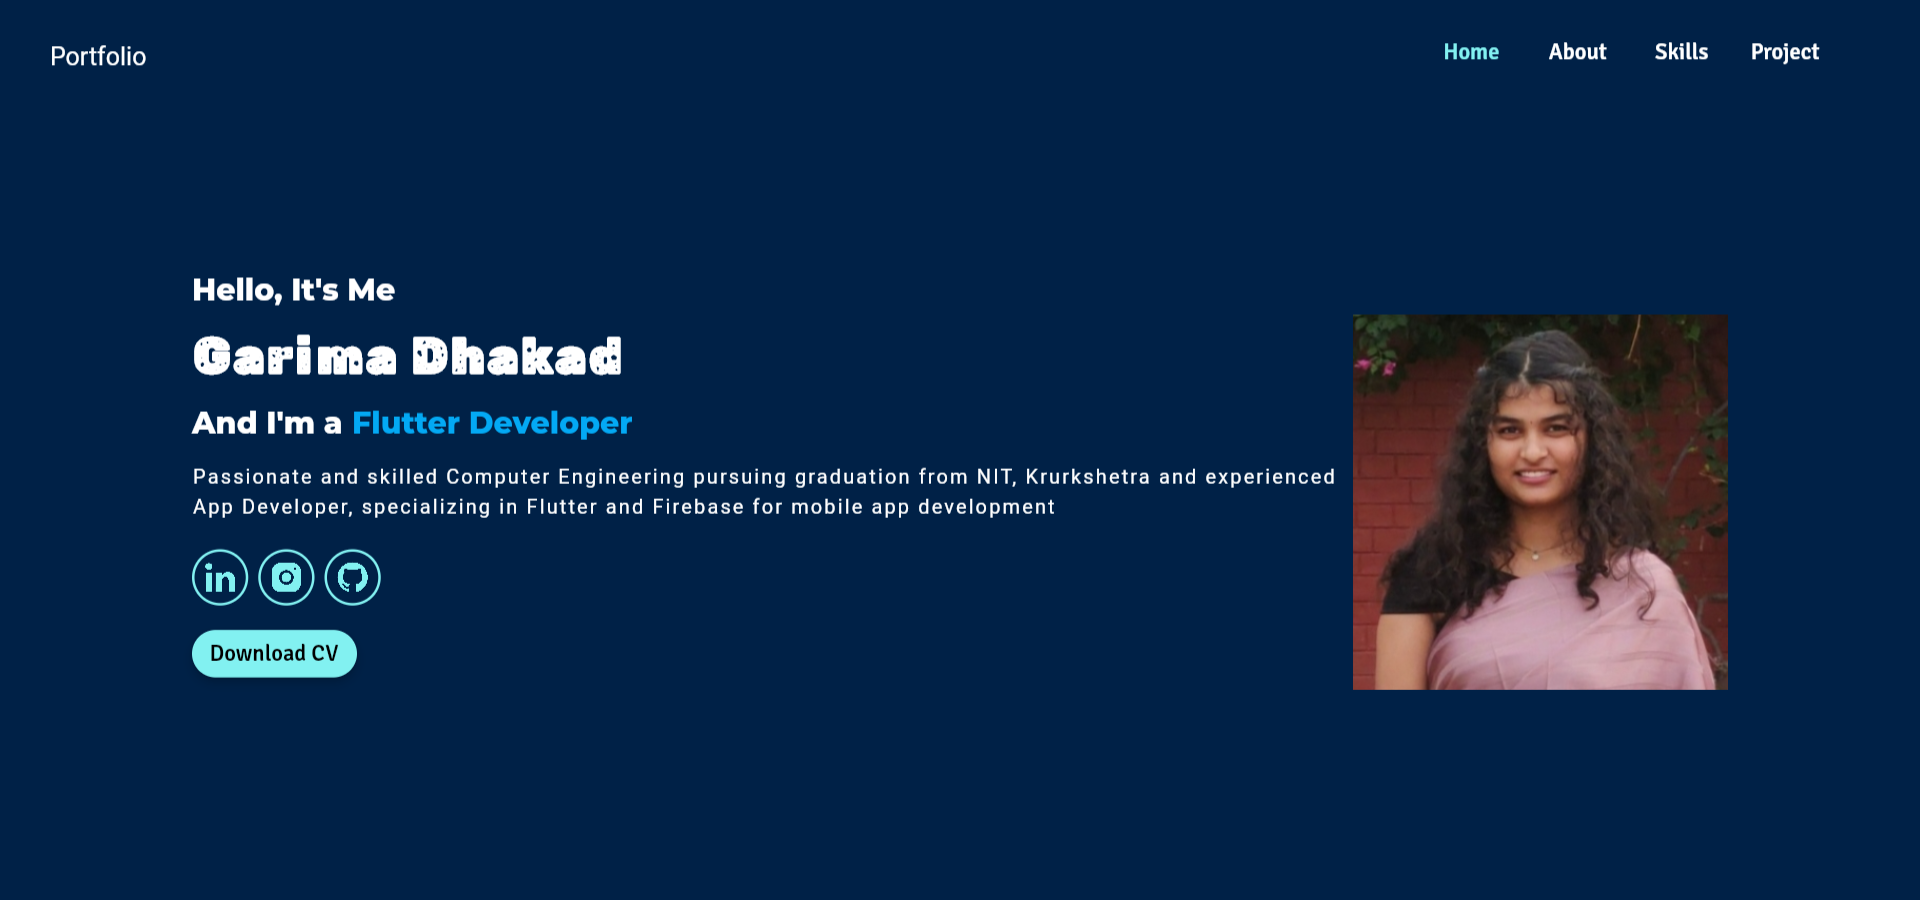 Portfolio
Home About Skills Project
Hello, It's Me
Garima Dhakad
And I'm a Flutter Developer
Passionate and skilled Computer Engineering pursuing graduation from NIT, Krurkshetra and experienced
App Developer, specializing in Flutter and Firebase for mobile app development
in
Download CV